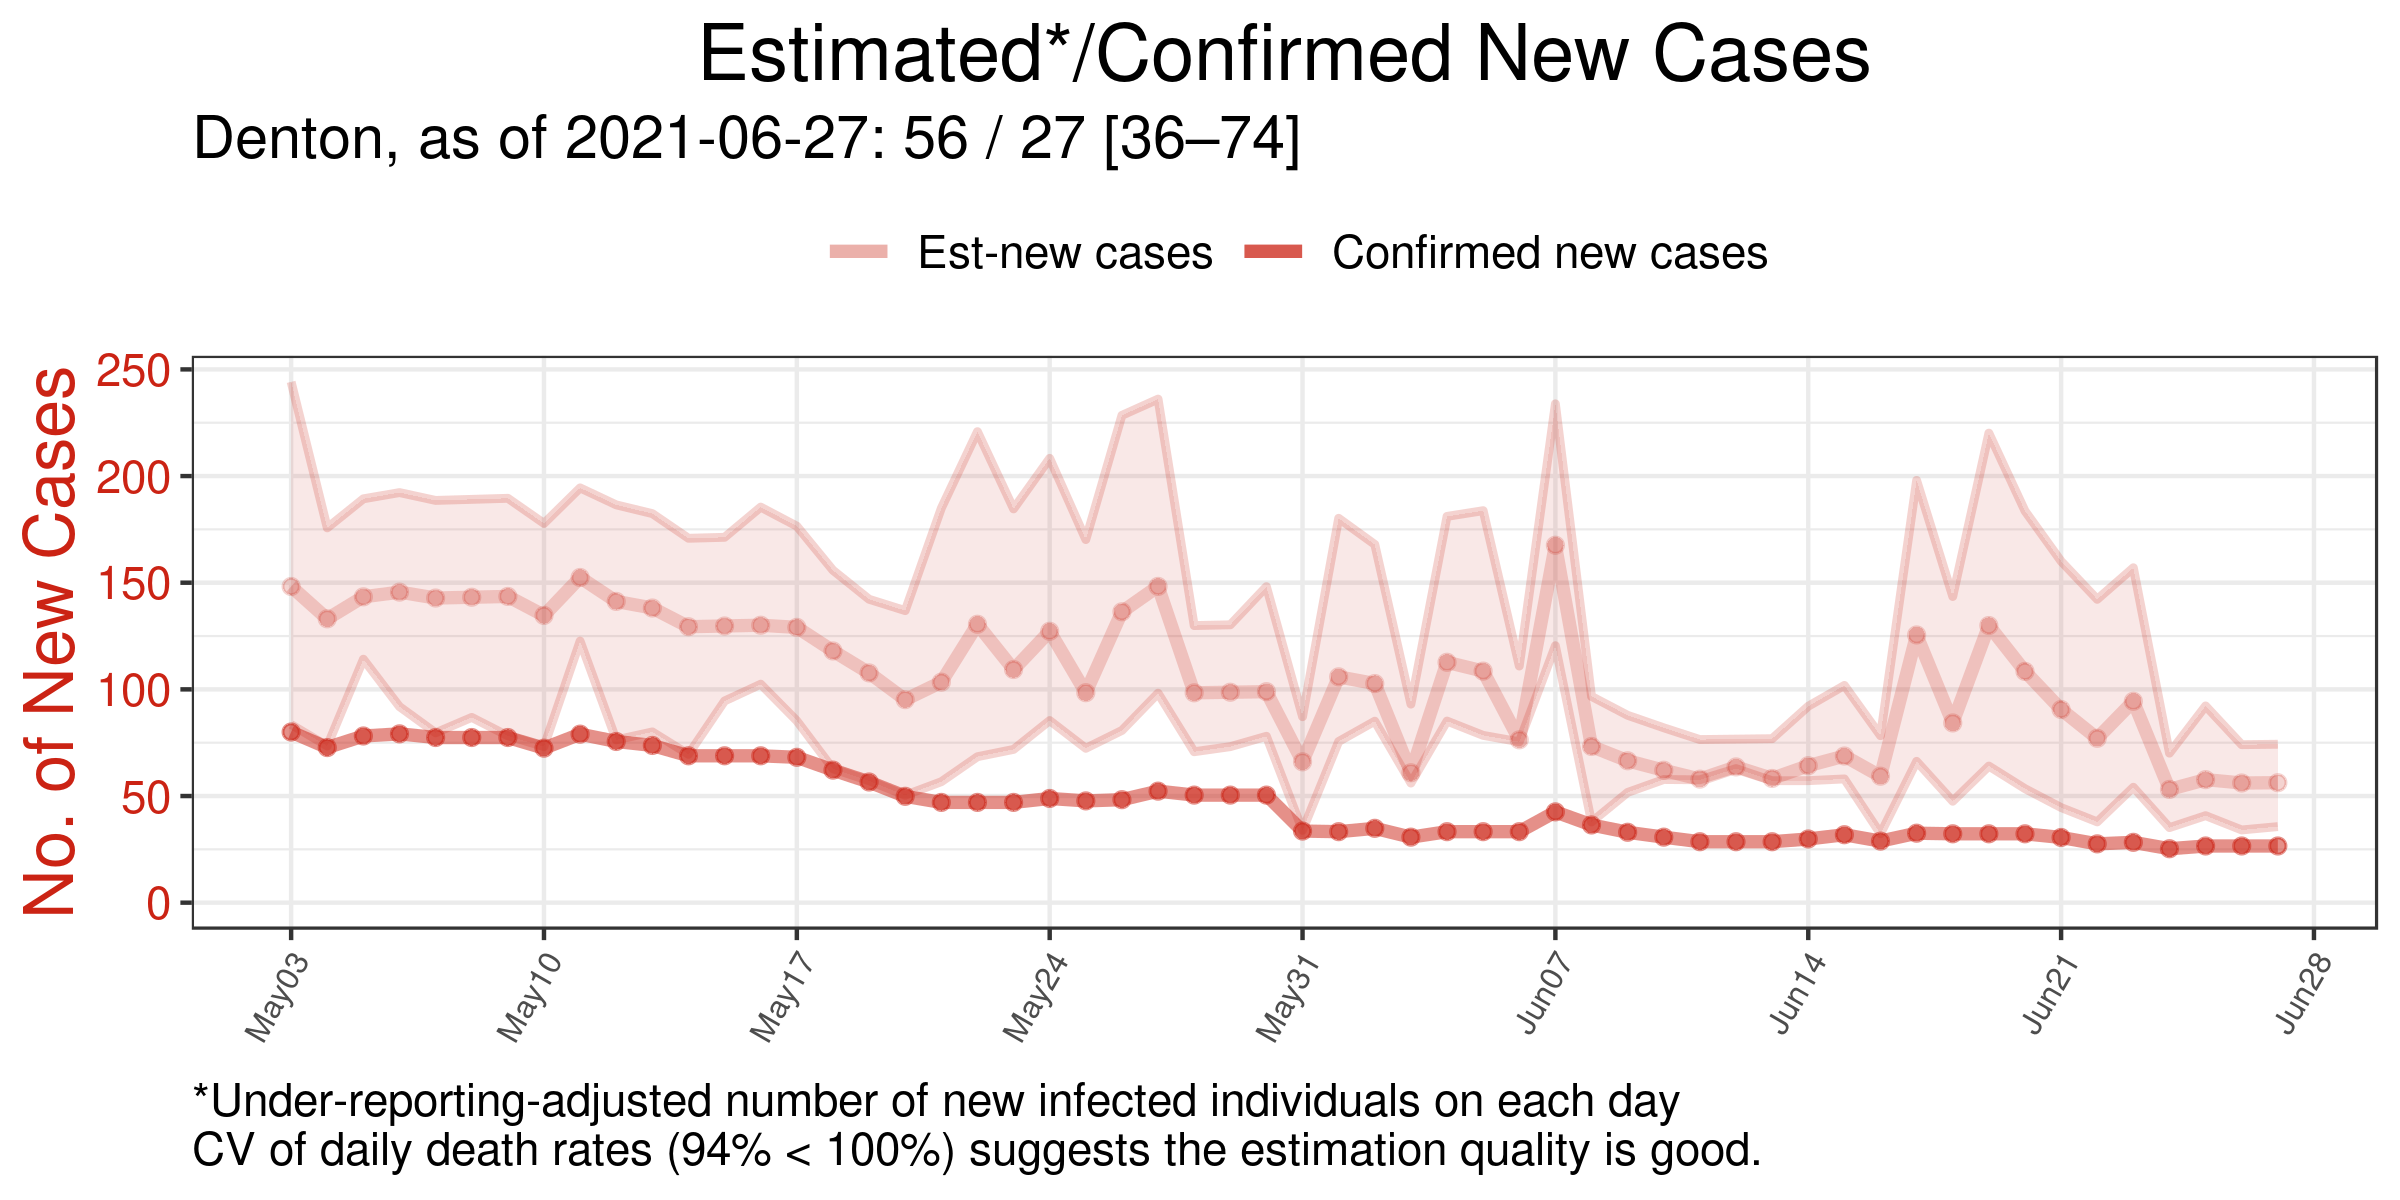 Estimated*/Confirmed New Cases
Denton, as of 2021-06-27: 56 / 27 [36–74]
Est-new cases
Confirmed new cases
No. of New Cases
250
200
150
100
50
0
May03
May10
May17
May24
May31
Jun07
Jun14
Jun21
Jun28
*Under-reporting-adjusted number of new infected individuals on each day
CV of daily death rates (94% < 100%) suggests the estimation quality is good.